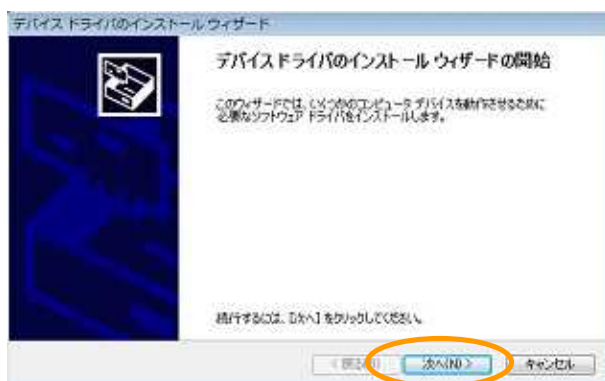 デバイス ドライバのインストール ウィザード
デバイス ドライバのインストール ウィザードの開始
このウィザードでは、いくつかのコンピュータ デバイスを動作させるために
必要なソフトウェア ドライバをインストールします。
続行するには、[次へ] をクリックしてください。
< 戻る(B)
次へ(N) >
キャンセル